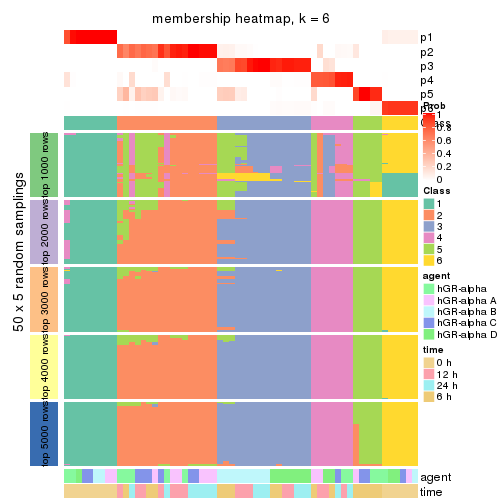 membership heatmap, k = 6
p1
p2
p3
p4
p5
Prob
1
0.8
0.6
0.4
0.2
0
Class
1
2
3
4
5
6
agent
hGR-alpha
hGR-alpha A
hGR-alpha B
hGR-alpha C
hGR-alpha D
time
0 h
12 h
24 h
6 h
50 x 5 random samplings
top 1000 rows
top 2000 rows
top 3000 rows
top 4000 rows
top 5000 rows
agent
time